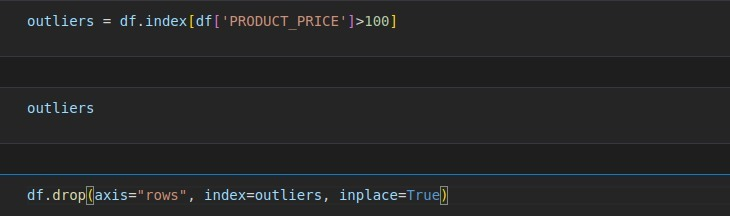 outliers = df.index[df['PRODUCT_PRICE']>100]
outliers
df.drop(axis="rows", index=outliers, inplace=True)